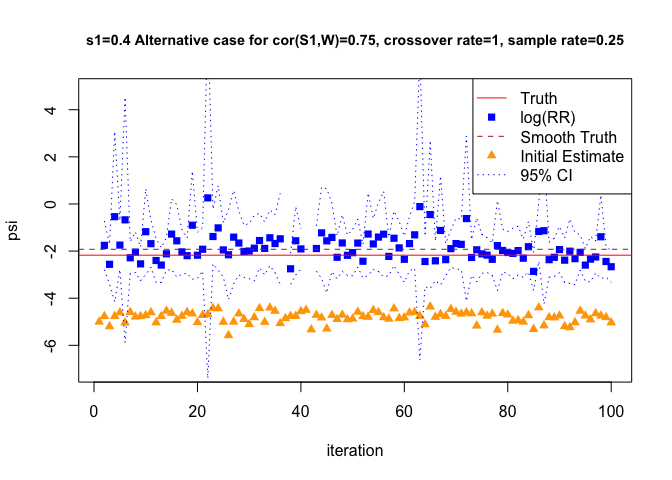 s1=0.4 Alternative case for cor(S1,W)=0.75, crossover rate=1, sample rate=0.25
Truth
log(RR)
Smooth Truth
Initial Estimate
95% CI
psi
4
2
0
-2
-4
-6
0 20 40 60 80 100
iteration